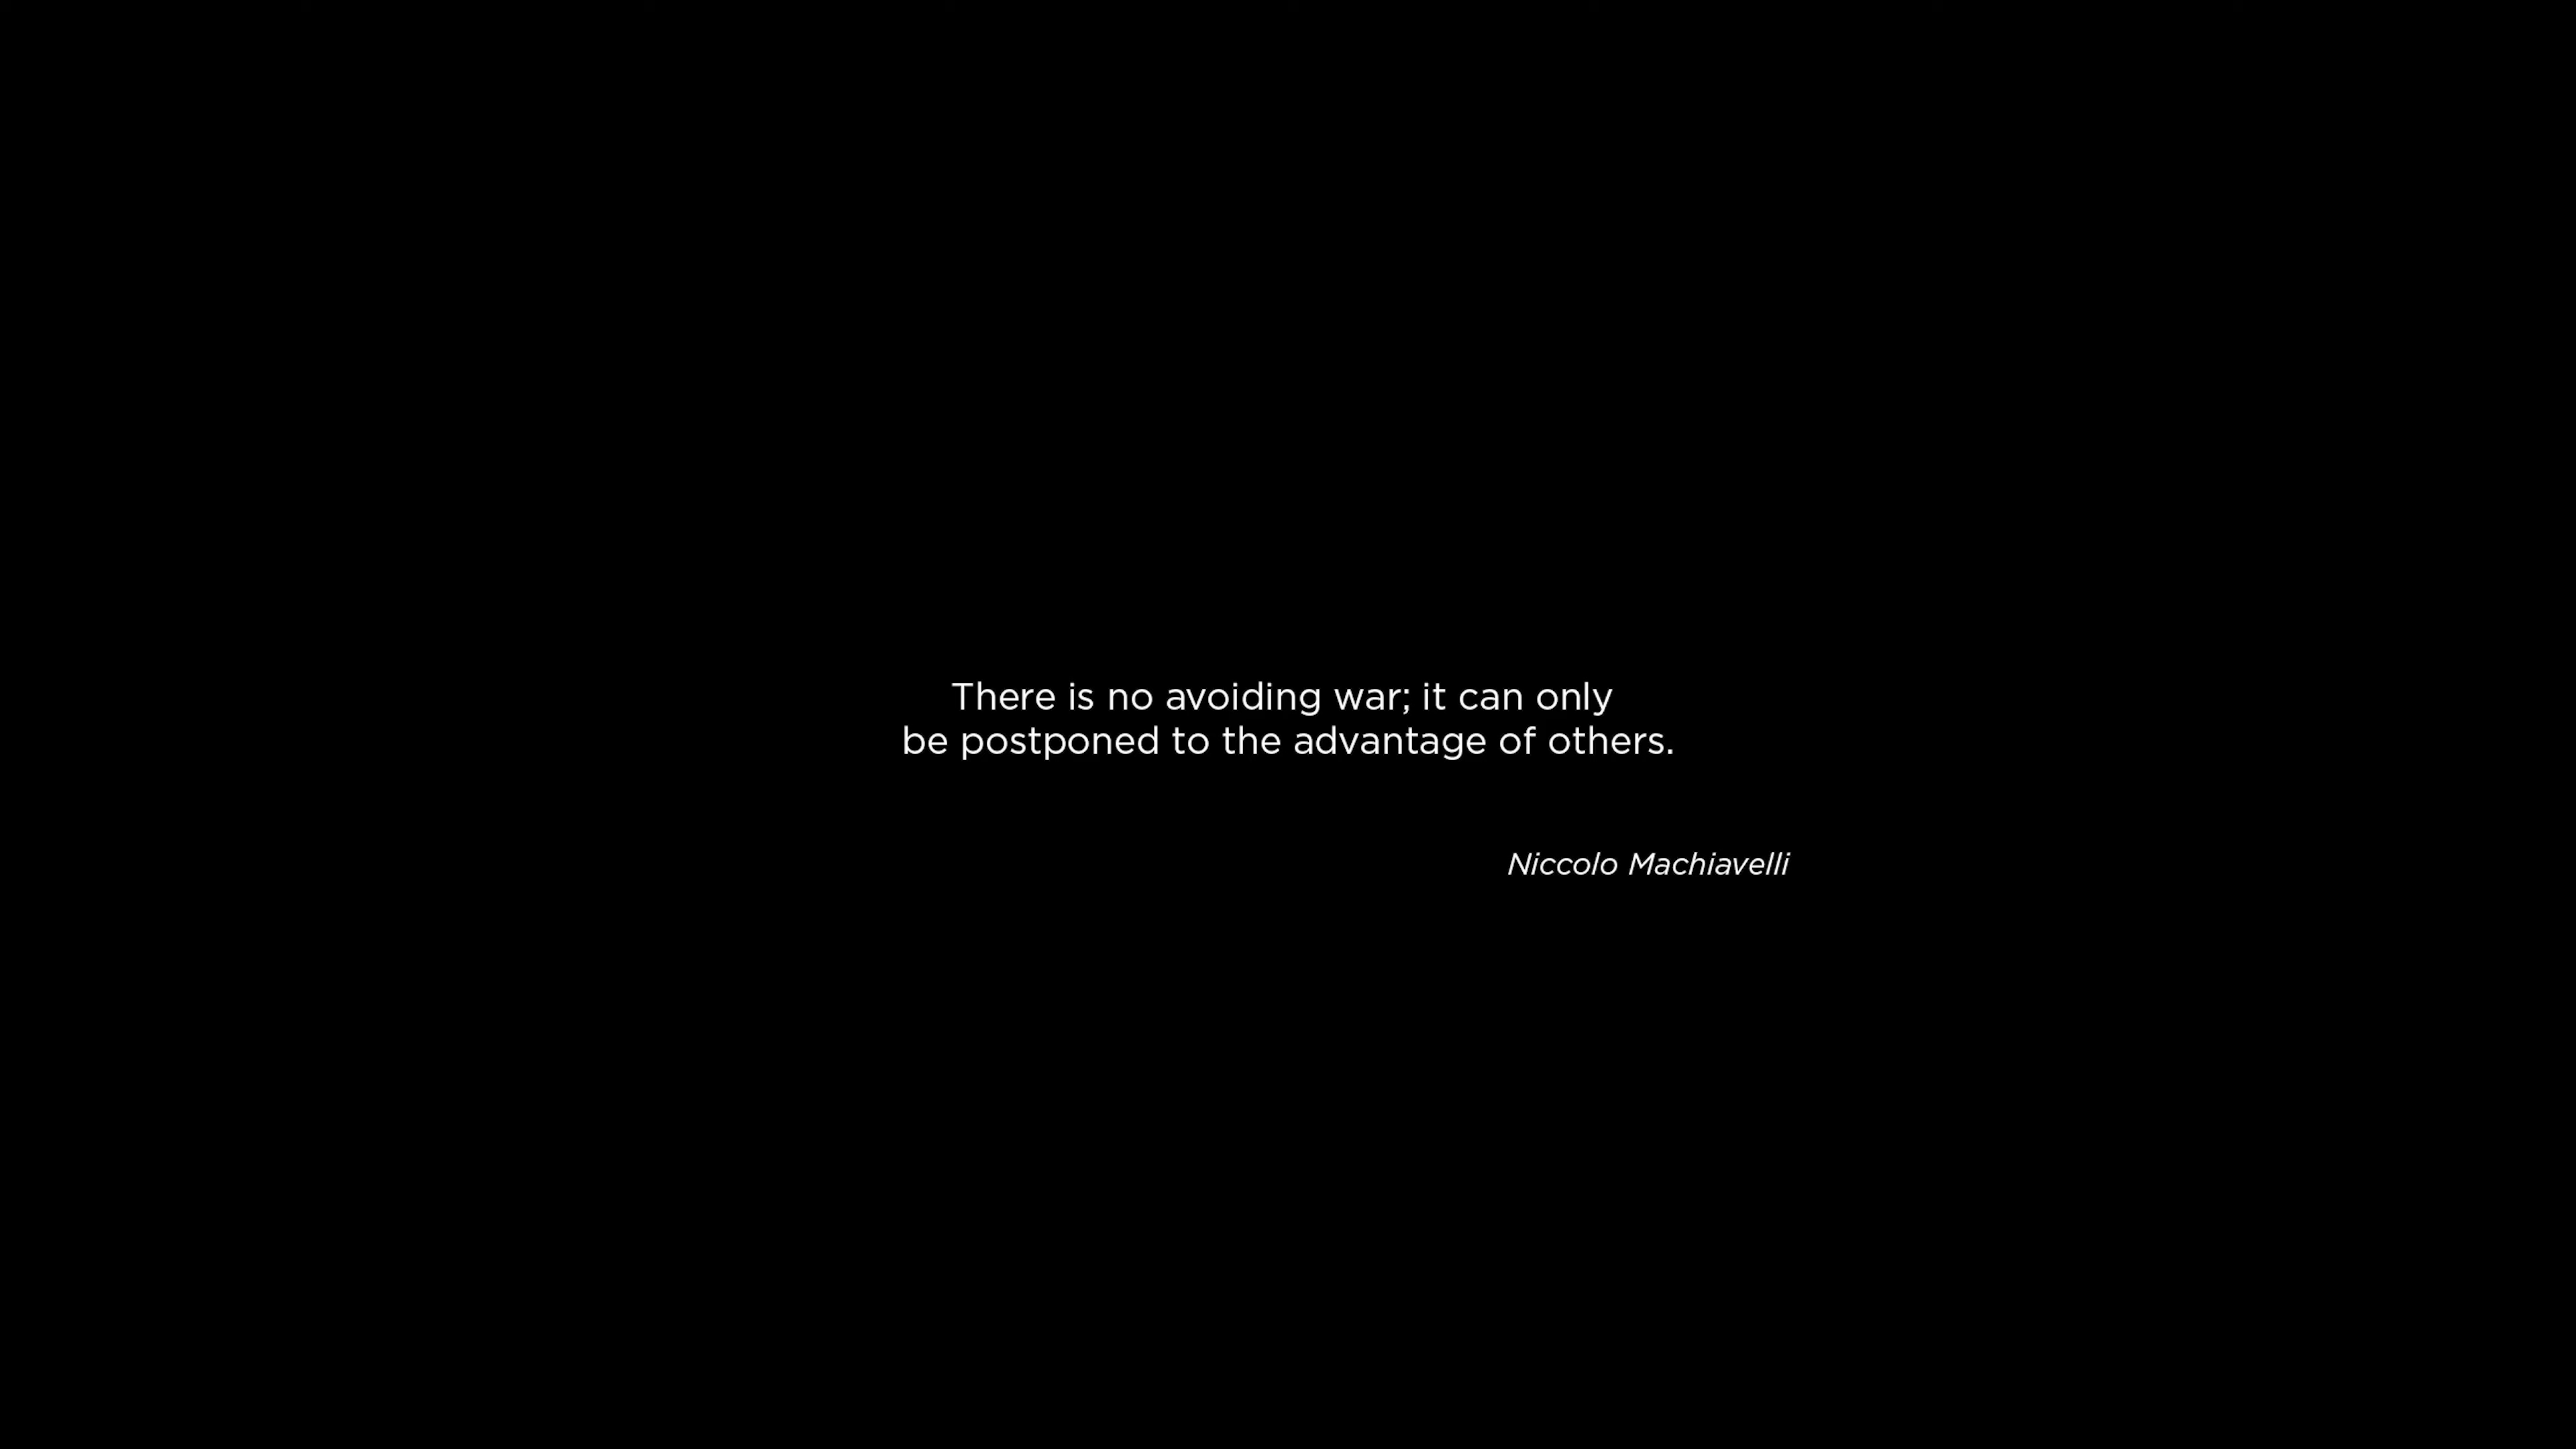 There is no avoiding war; it can only
be postponed to the advantage of others.
Niccolo Machiavelli